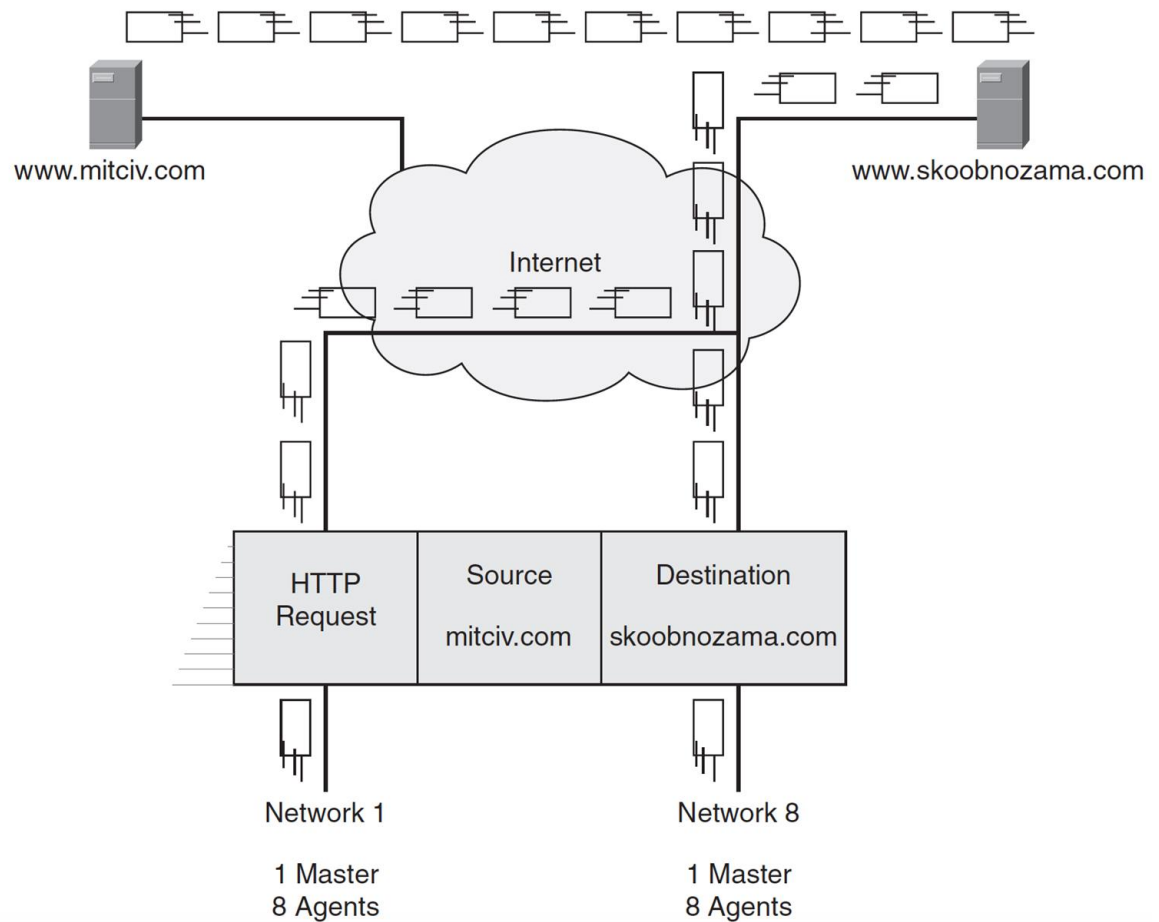 www.mitciv.com
www.skoobnozama.com
Internet
HTTP
Request
Source
mitciv.com
Destination
skoobnozama.com
Network 1
1 Master
8 Agents
Network 8
1 Master
8 Agents